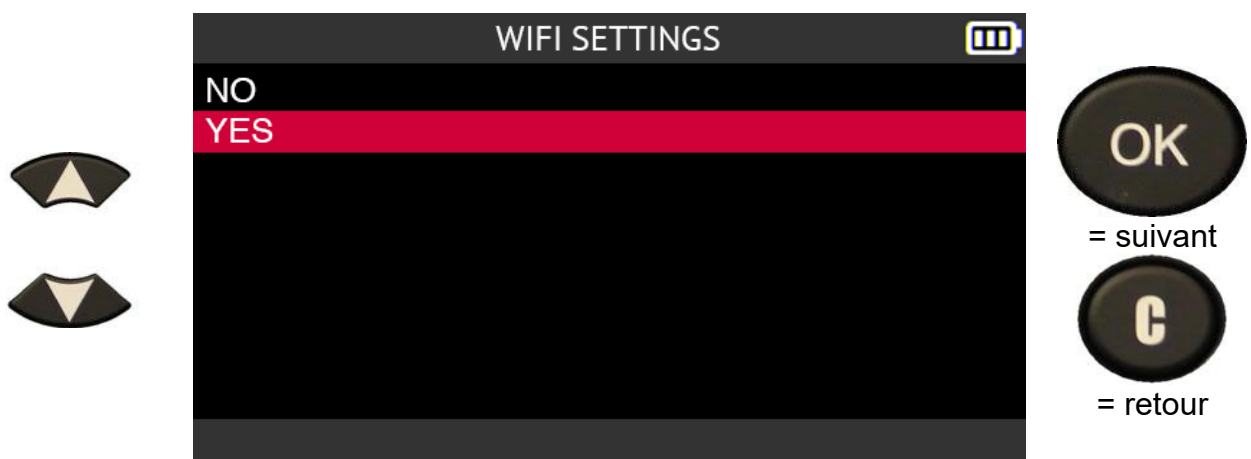 WIFI SETTINGS
NO
YES
OK
= suivant
C
= retour